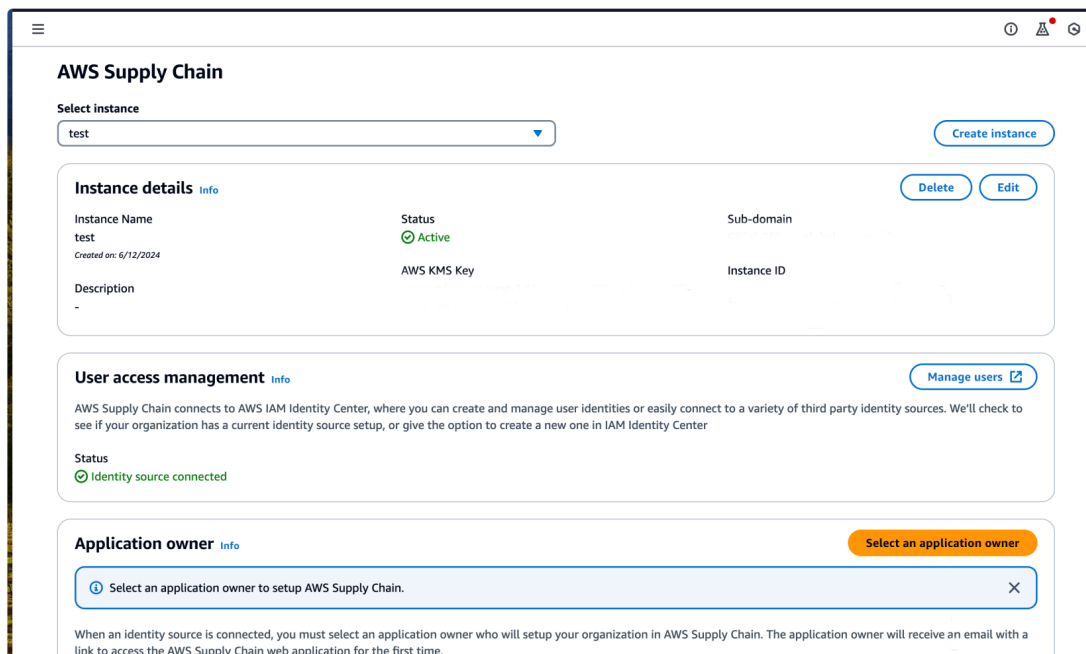 AWS Supply Chain
Select instance
test
Create instance
Instance details Info
Delete
Edit
Instance Name
test
Created on: 6/12/2024
Status
Active
Sub-domain
AWS KMS Key
Instance ID
Description
-
User access management Info
Manage users
AWS Supply Chain connects to AWS IAM Identity Center, where you can create and manage user identities or easily connect to a variety of third party identity sources. We'll check to
see if your organization has a current identity source setup, or give the option to create a new one in IAM Identity Center
Status
Identity source connected
Application owner Info
Select an application owner
Select an application owner to setup AWS Supply Chain.
When an identity source is connected, you must select an application owner who will setup your organization in AWS Supply Chain. The application owner will receive an email with a
link to access the AWS Supply Chain web application for the first time.